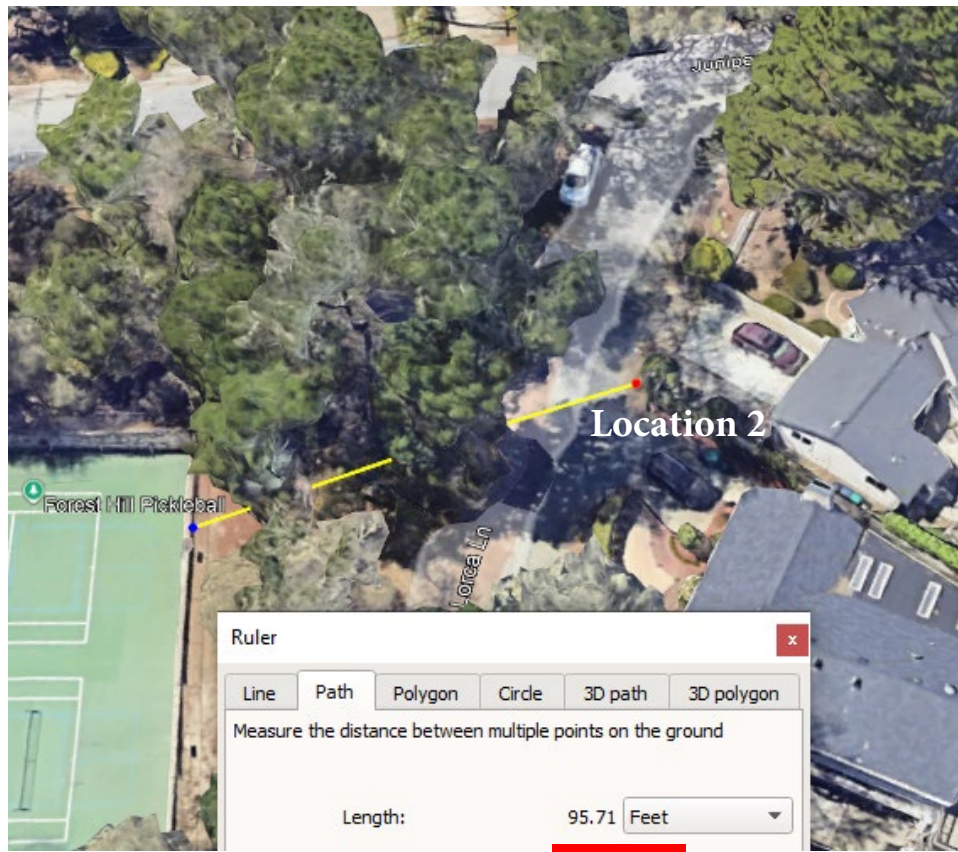 Junipe
Location 2
Forest Hill Pickleball
Lorca Ln
Ruler
x
Line Path Polygon Circle 3D path 3D polygon
Measure the distance between multiple points on the ground
Length: 95.71 Feet